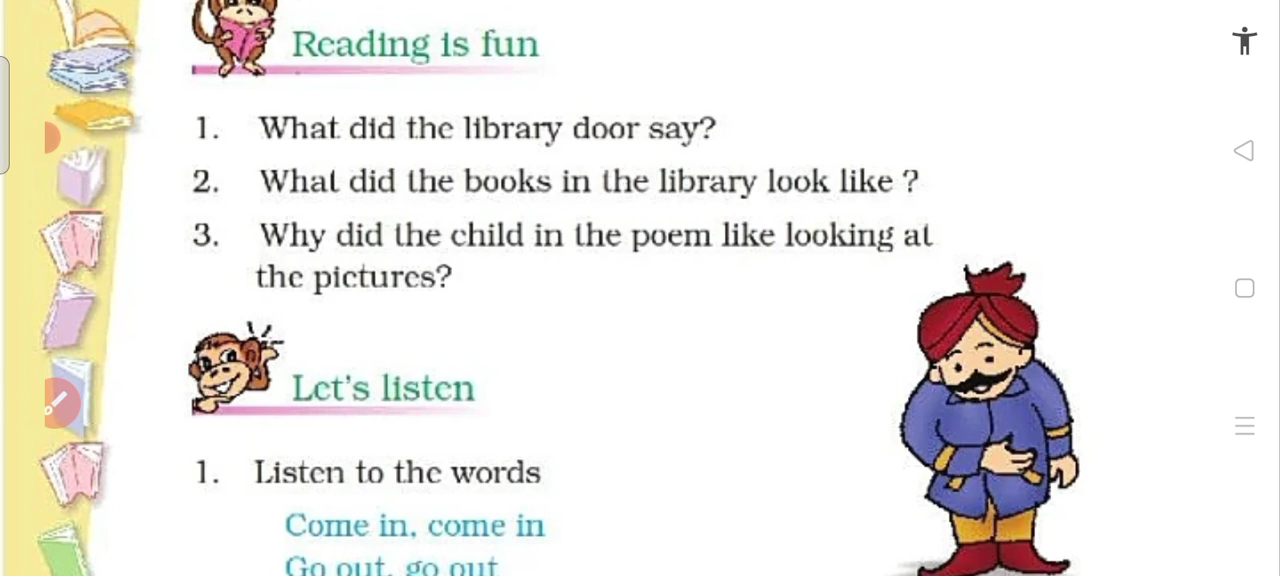 Reading is fun
1. What did the library door say?
2. What did the books in the library look like ?
3. Why did the child in the poem like looking at
the pictures?
Let's listen
1. Listen to the words
Come in, come in
Go out, go out